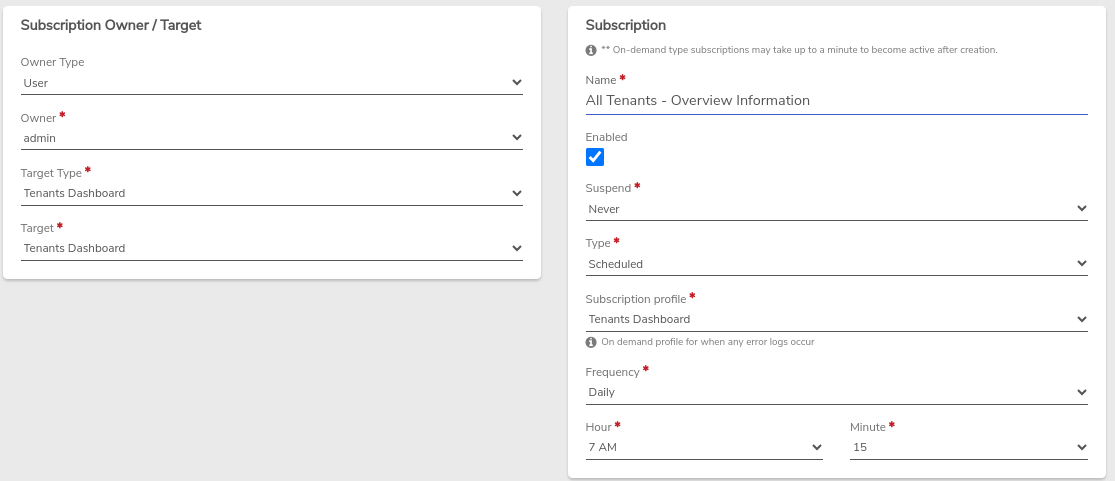 Subscription Owner / Target
Owner Type
User
Owner *
admin
Target Type *
Tenants Dashboard
Target *
Tenants Dashboard
Subscription
** On-demand type subscriptions may take up to a minute to become active after creation.
Name *
All Tenants - Overview Information
Enabled
Suspend *
Never
Type *
Scheduled
Subscription profile *
Tenants Dashboard
On demand profile for when any error logs occur
Frequency *
Daily
Hour *
7 AM
Minute *
15